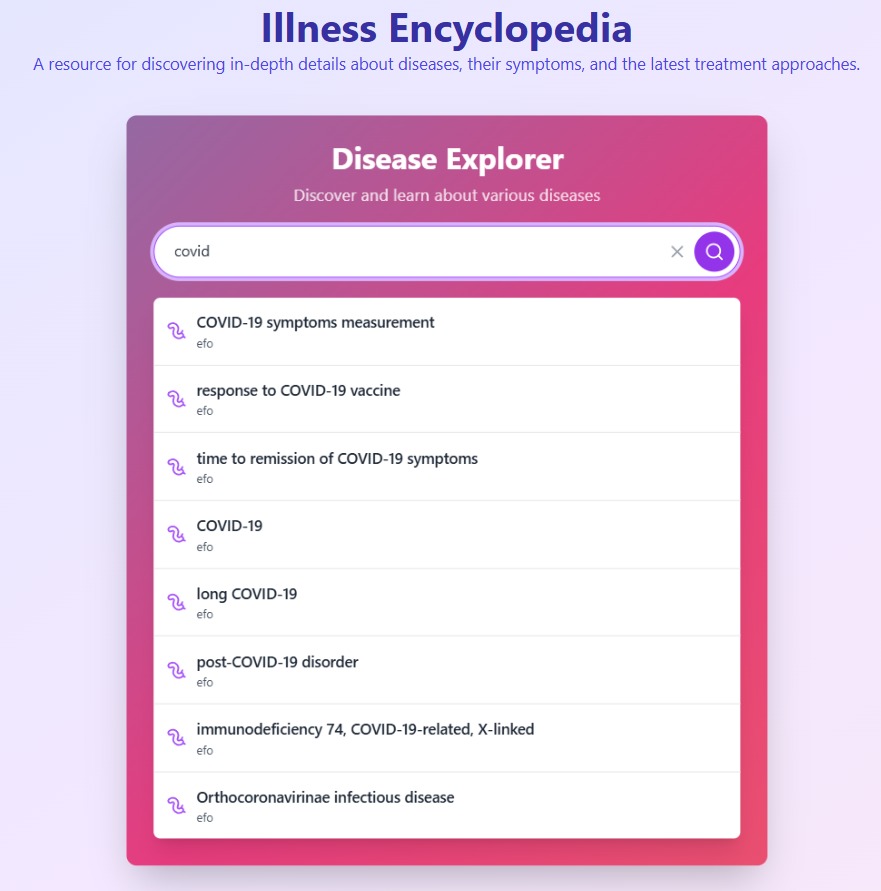 Illness Encyclopedia
A resource for discovering in-depth details about diseases, their symptoms, and the latest treatment approaches.
Disease Explorer
Discover and learn about various diseases
covid
COVID-19 symptoms measurement
efo
response to COVID-19 vaccine
efo
time to remission of COVID-19 symptoms
efo
COVID-19
efo
long COVID-19
efo
post-COVID-19 disorder
efo
immunodeficiency 74, COVID-19-related, X-linked
efo
Orthocoronavirinae infectious disease
efo